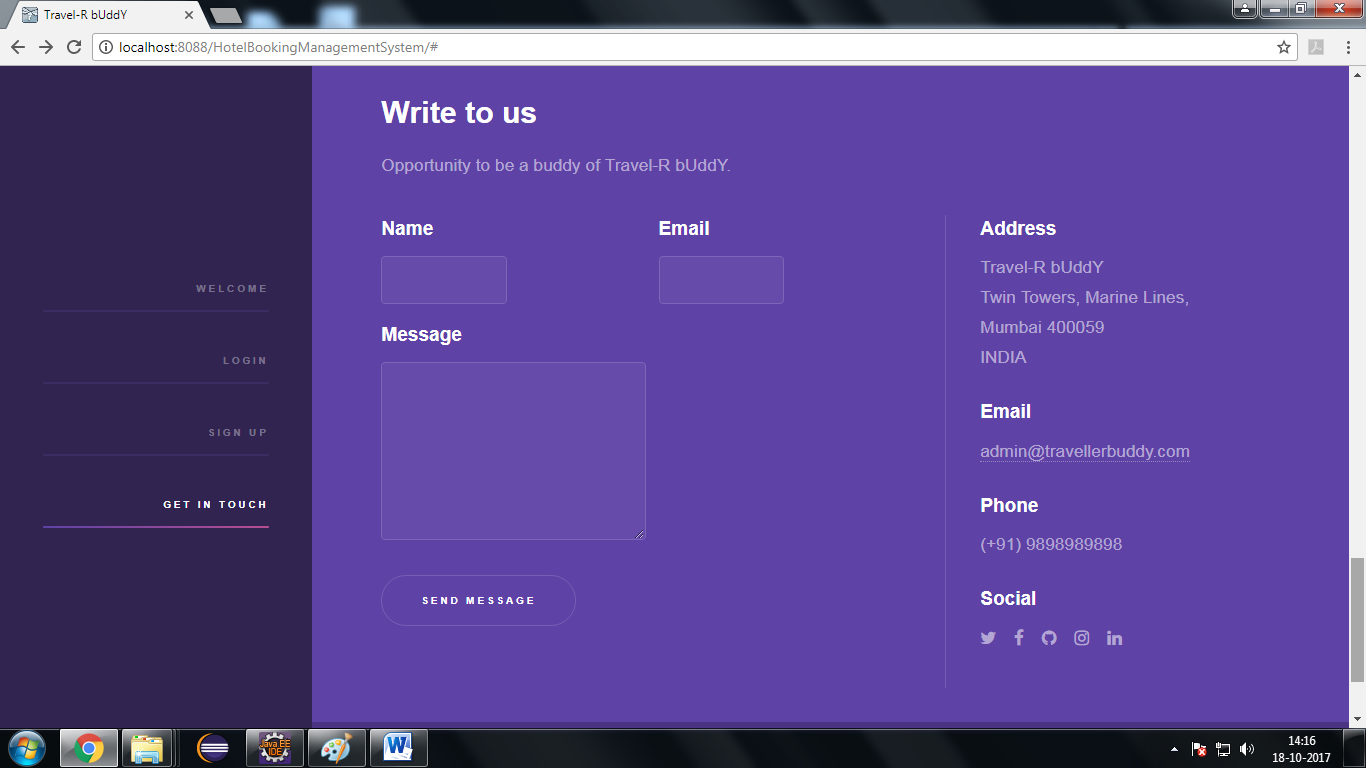 Travel-R bUddY
localhost:8088/HotelBookingManagementSystem/#
WELCOME
LOGIN
SIGN UP
GET IN TOUCH
Write to us
Opportunity to be a buddy of Travel-R bUddY.
Name
Email
Message
SEND MESSAGE
Address
Travel-R bUddY
Twin Towers, Marine Lines,
Mumbai 400059
INDIA
Email
admin@travellerbuddy.com
Phone
(+91) 9898989898
Social
Java EE
IDE
14:16
18-10-2017